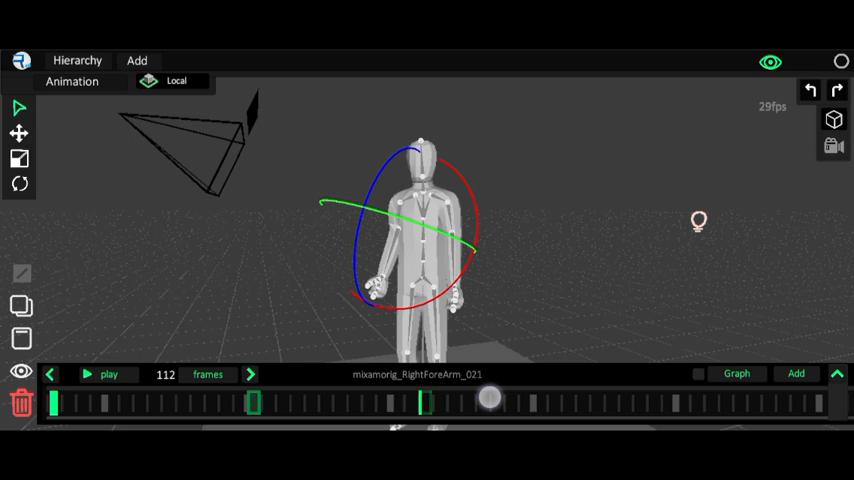 Hierarchy Add
Animation Local
29fps
play 112 frames mixamorig_RightForeArm_021 Graph Add